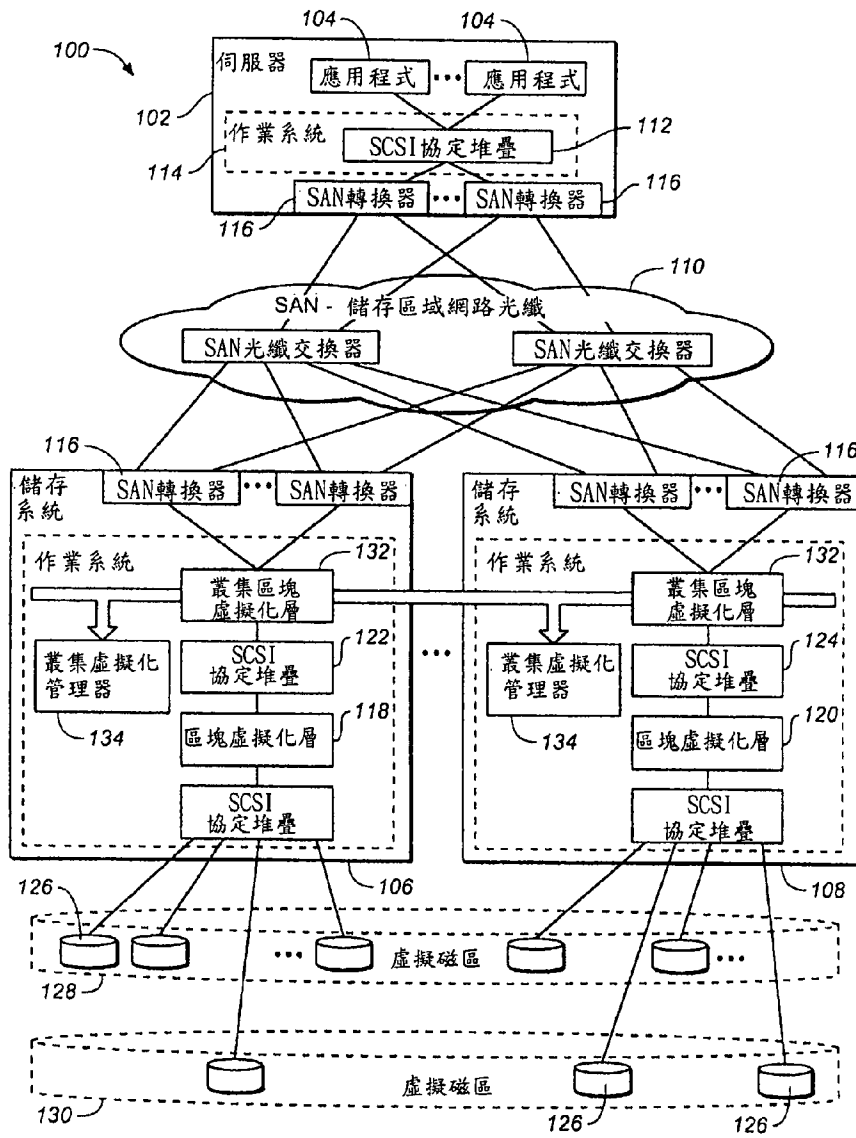 100
104
104
伺服器
應用程式
•••
應用程式
102
作業系統
SCSI協定堆疊
112
114
SAN轉換器
•••
SAN轉換器
116
116
110
SAN - 儲存區域網路光纖
SAN光纖交換器
SAN光纖交換器
116
116
儲存
系統
SAN轉換器
•••
SAN轉換器
儲存
系統
SAN轉換器
•••
SAN轉換器
作業系統
132
叢集區塊
虛擬化層
122
叢集虛擬化
管理器
SCSI
協定堆疊
134
118
區塊虛擬化層
SCSI
協定堆疊
106
•••
作業系統
132
叢集區塊
虛擬化層
124
叢集虛擬化
管理器
SCSI
協定堆疊
134
120
區塊虛擬化層
SCSI
協定堆疊
108
126
•••
虛擬磁區
•••
128
虛擬磁區
130
126
126